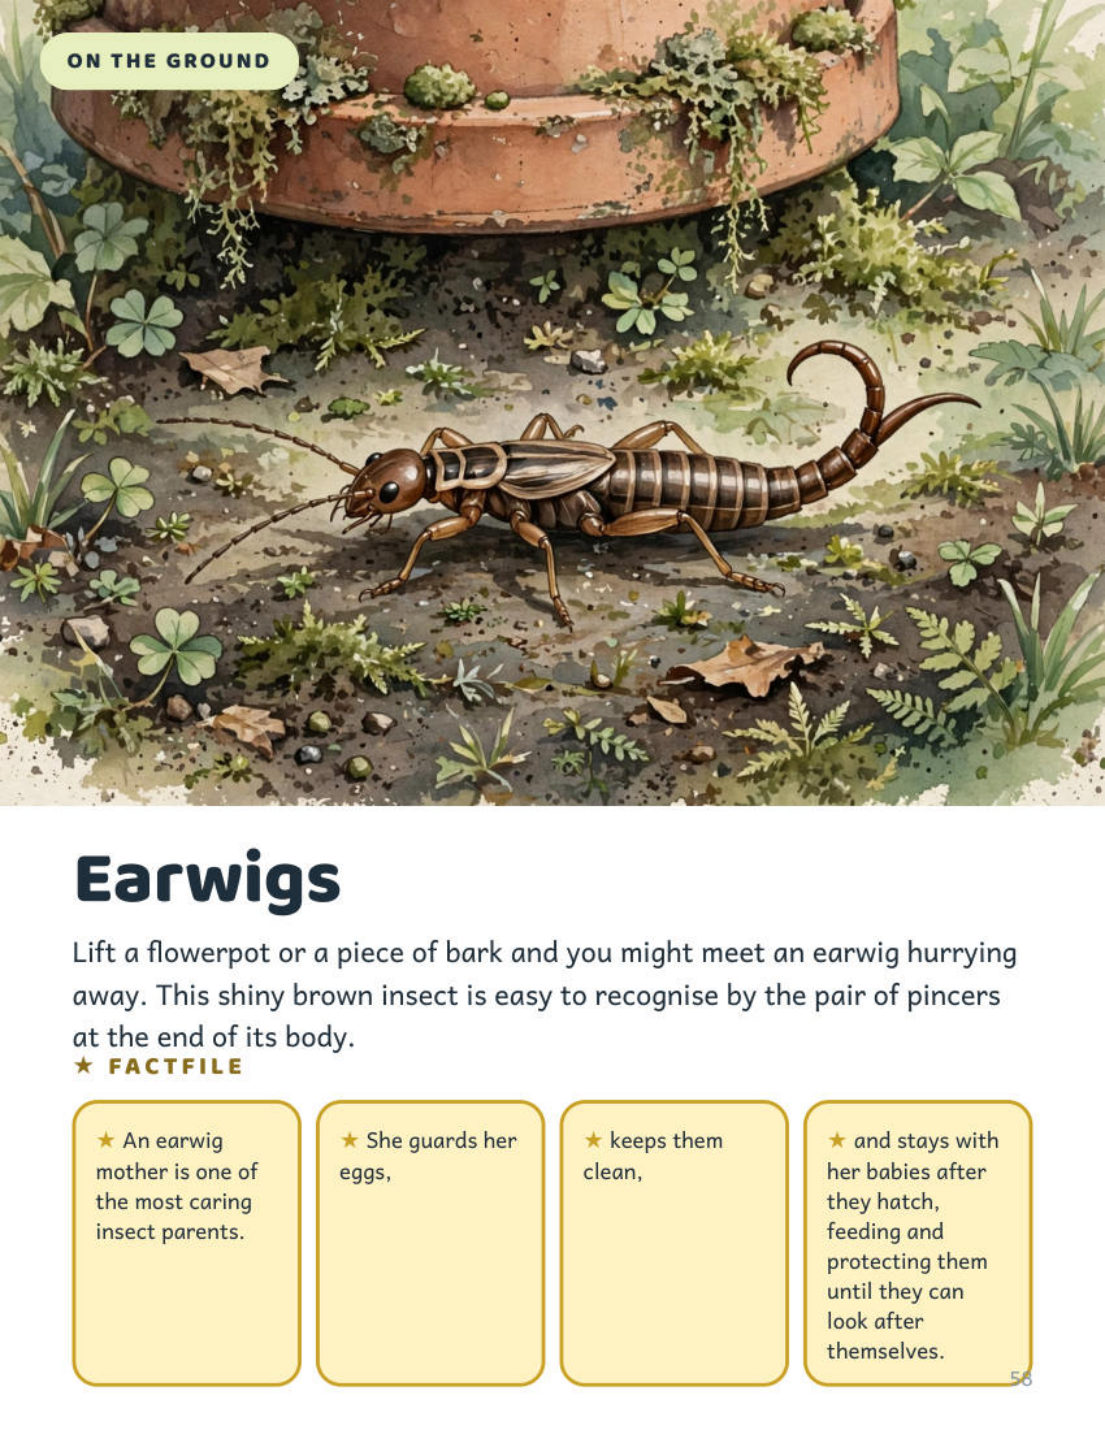 ON THE GROUND
Earwigs
Lift a flowerpot or a piece of bark and you might meet an earwig hurrying
away. This shiny brown insect is easy to recognise by the pair of pincers
at the end of its body.
★ FACTFILE
★ An earwig
mother is one of
the most caring
insect parents.
★ She guards her
eggs,
★ keeps them
clean,
★ and stays with
her babies after
they hatch,
feeding and
protecting them
until they can
look after
themselves.
58